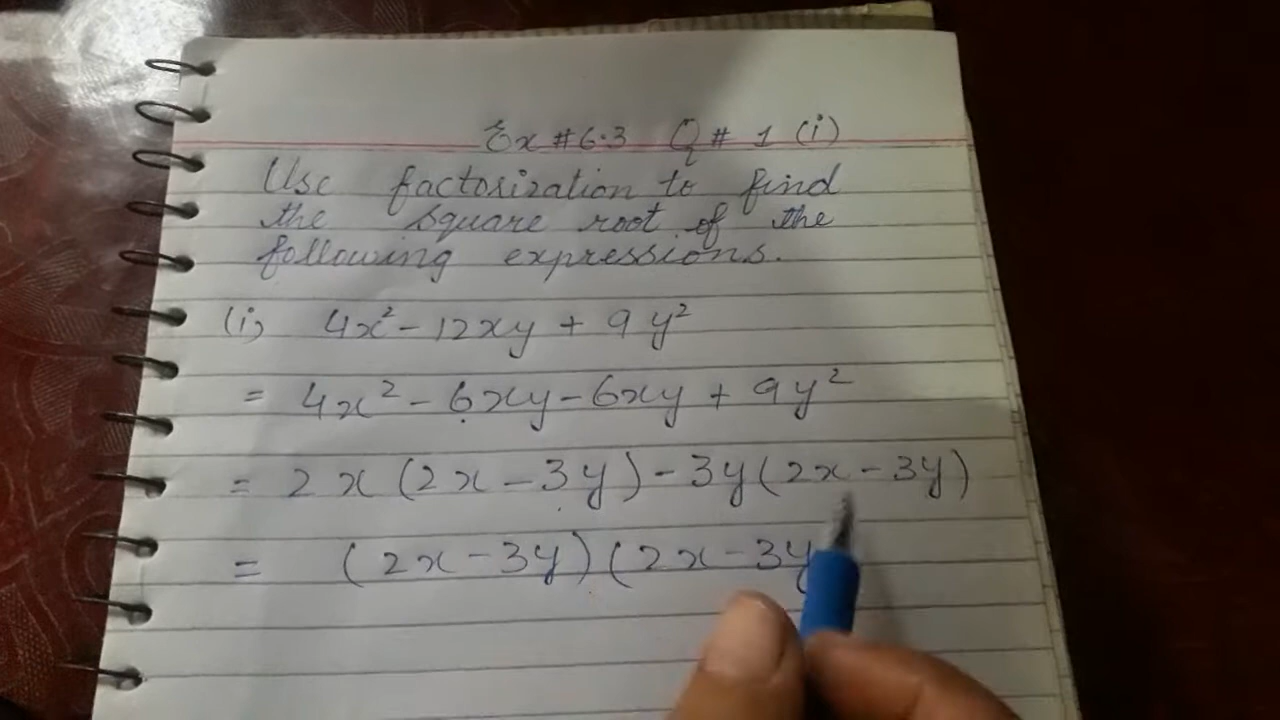 Ex # 6.3 Q # 1 (i)
Use factorization to find
the square root of the
following expressions.
(i) 4x² - 12xy + 9y²
= 4x² - 6xy - 6xy + 9y²
= 2x (2x - 3y) - 3y (2x - 3y)
= (2x - 3y) (2x - 3y